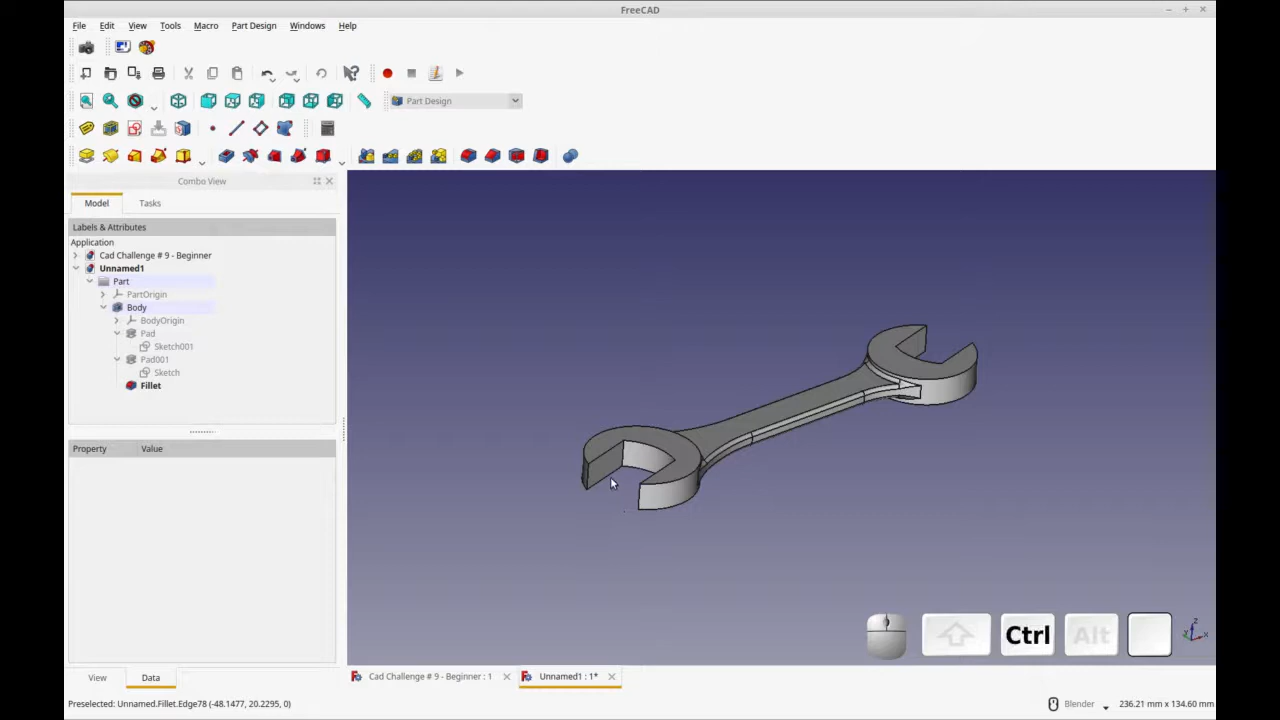 FreeCAD
File Edit View Tools Macro Part Design Windows Help
Part Design
Combo View
Model Tasks
Labels & Attributes
Application
Cad Challenge # 9 - Beginner
Unnamed1
Part
PartOrigin
Body
BodyOrigin
Pad
Sketch001
Pad001
Sketch
Fillet
Property Value
Ctrl Alt
View Data
Cad Challenge # 9 - Beginner : 1
Unnamed1 : 1*
Preselected: Unnamed.Fillet.Edge78 (-48.1477, 20.2295, 0)
Blender
236.21 mm x 134.60 mm